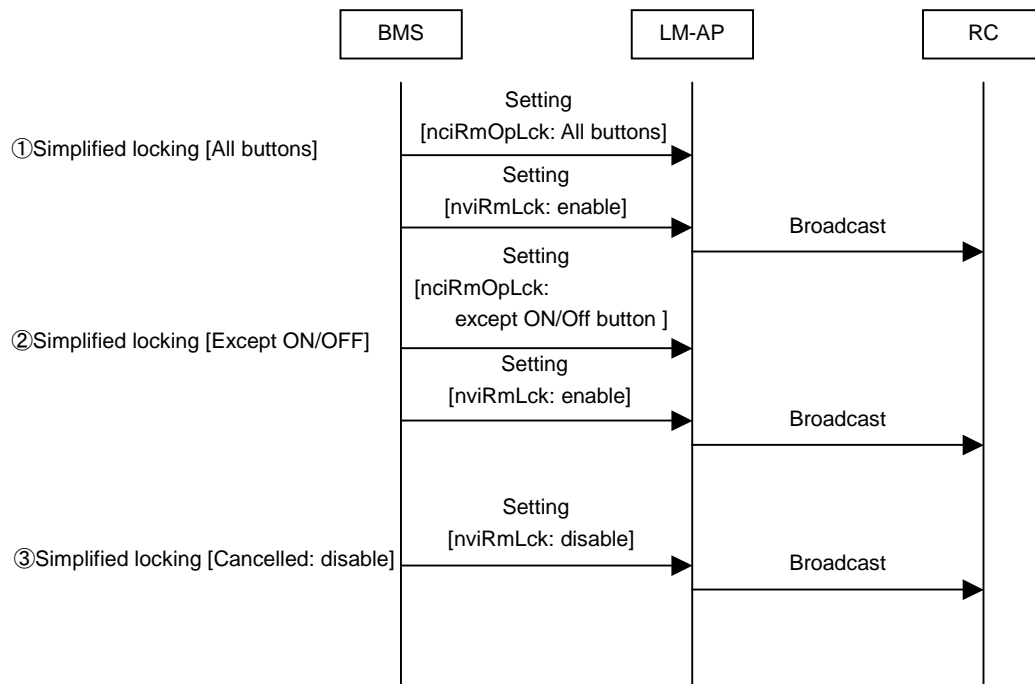 BMS
LM-AP
RC
①Simplified locking [All buttons]
Setting
[nciRmOpLck: All buttons]
Setting
[nviRmLck: enable]
Broadcast
②Simplified locking [Except ON/OFF]
Setting
[nciRmOpLck:
except ON/Off button ]
Setting
[nviRmLck: enable]
Broadcast
③Simplified locking [Cancelled: disable]
Setting
[nviRmLck: disable]
Broadcast